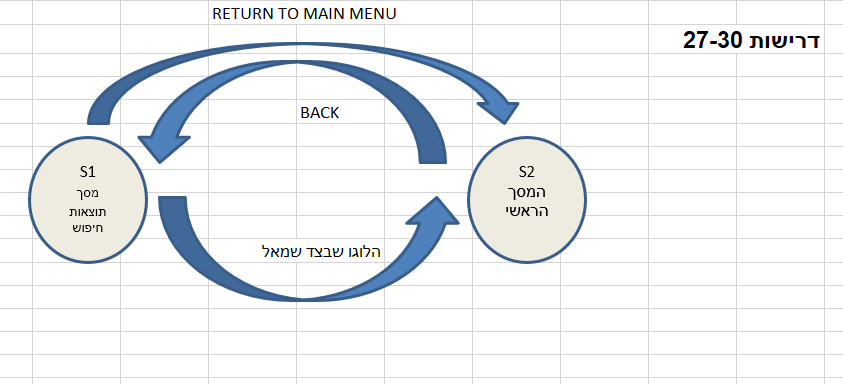 RETURN TO MAIN MENU
דרישות 27-30
BACK
S1
מסך
תוצאות
חיפוש
S2
המסך
הראשי
הלוגו שבצד שמאל